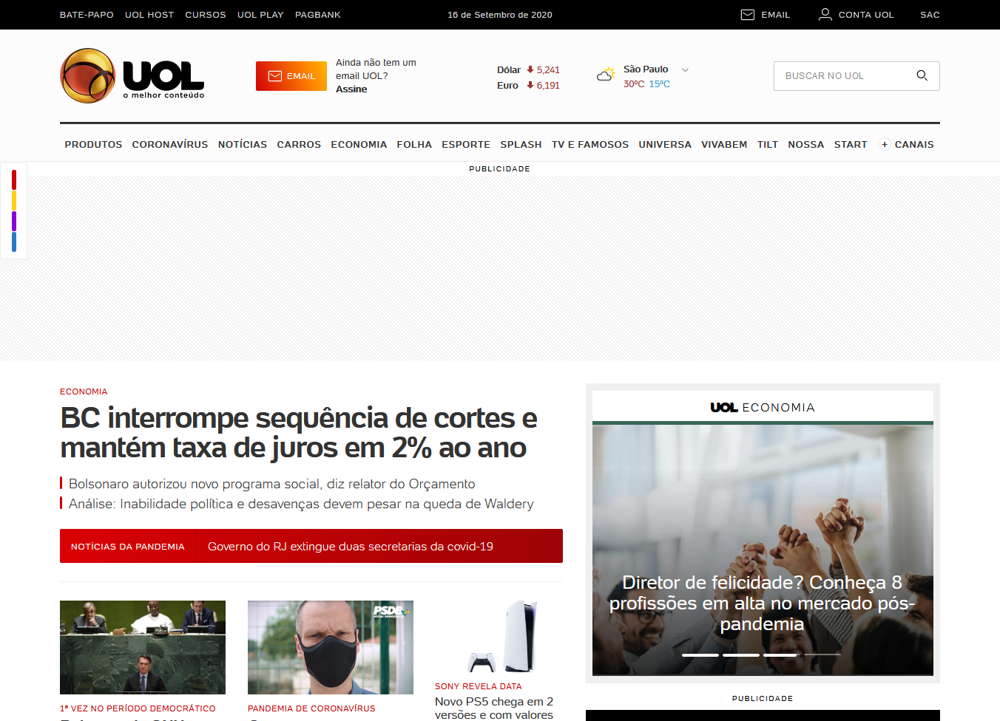 BATE-PAPO UOL HOST CURSOS UOL PLAY PAGBANK
16 de Setembro de 2020
EMAIL CONTA UOL SAC
UOL
o melhor conteúdo
EMAIL
Ainda não tem um
email UOL?
Assine
Dólar 5,241
Euro 6,191
São Paulo
30ºC 15ºC
BUSCAR NO UOL
PRODUTOS CORONAVÍRUS NOTÍCIAS CARROS ECONOMIA FOLHA ESPORTE SPLASH TV E FAMOSOS UNIVERSA VIVABEM TILT NOSSA START + CANAIS
PUBLICIDADE
ECONOMIA
BC interrompe sequência de cortes e
mantém taxa de juros em 2% ao ano
Bolsonaro autorizou novo programa social, diz relator do Orçamento
Análise: Inabilidade política e desavenças devem pesar na queda de Waldery
NOTÍCIAS DA PANDEMIA Governo do RJ extingue duas secretarias da covid-19
1ª VEZ NO PERÍODO DEMOCRÁTICO
PSDB
PANDEMIA DE CORONAVÍRUS
SONY REVELA DATA
Novo PS5 chega em 2
versões e com valores
UOL ECONOMIA
Diretor de felicidade? Conheça 8
profissões em alta no mercado pós-
pandemia
PUBLICIDADE